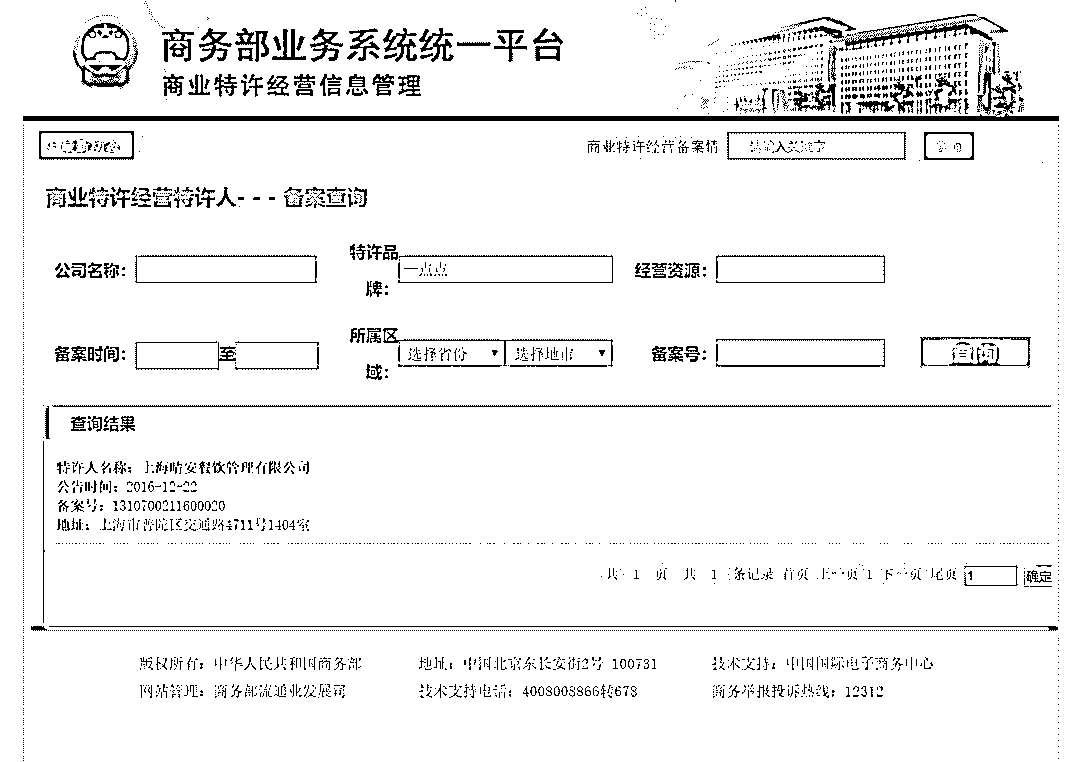 商务部业务系统统一平台
商业特许经营信息管理
商业特许经营备案情 请输入关键字 查询
商业特许经营特许人- - - 备案查询
公司名称: 特许品牌: 一点点 经营资源:
备案时间: 至 所属区域: 选择省份 选择地市 备案号: 查询
查询结果
特许人名称: 上海晴安餐饮管理有限公司
公告时间: 2016-12-22
备案号: 1310700211600020
地址: 上海市普陀区交通路4711号1404室
共 1 页 共 1 条记录 首页 上一页 1 下一页 尾页 1 确定
版权所有: 中华人民共和国商务部 地址: 中国北京东长安街2号 100731 技术支持: 中国国际电子商务中心
网站管理: 商务部流通业发展司 技术支持电话: 4008008866转678 商务举报投诉热线: 12312